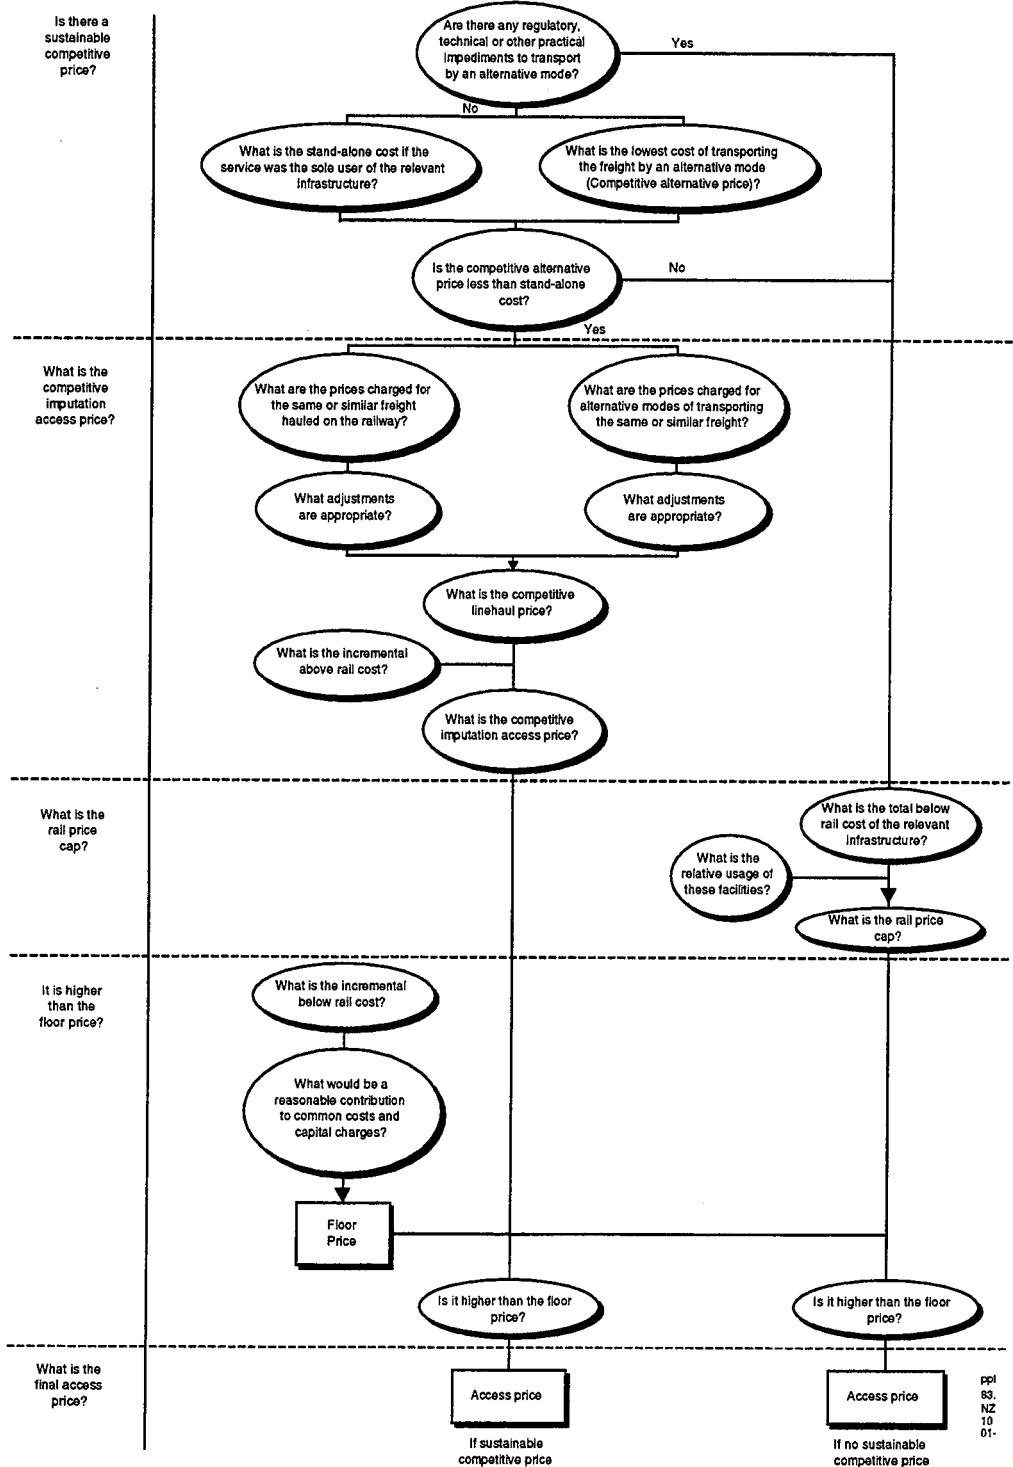 Is there a
sustainable
competitive
price?
Are there any regulatory,
technical or other practical
impediments to transport
by an alternative mode?
Yes
No
What is the stand-alone cost if the
service was the sole user of the relevant
infrastructure?
What is the lowest cost of transporting
the freight by an alternative mode
(Competitive alternative price)?
Is the competitive alternative
price less than stand-alone
cost?
No
Yes
What is the
competitive
imputation
access price?
What are the prices charged for
the same or similar freight
hauled on the railway?
What are the prices charged for
alternative modes of transporting
the same or similar freight?
What adjustments
are appropriate?
What adjustments
are appropriate?
What is the competitive
linehaul price?
What is the incremental
above rail cost?
What is the competitive
imputation access price?
What is the
rail price
cap?
What is the total below
rail cost of the relevant
infrastructure?
What is the
relative usage of
these facilities?
What is the rail price
cap?
It is higher
than the
floor price?
What is the incremental
below rail cost?
What would be a
reasonable contribution
to common costs and
capital charges?
Floor
Price
Is it higher than the floor
price?
Is it higher than the floor
price?
What is the
final access
price?
Access price
Access price
If sustainable
competitive price
If no sustainable
competitive price
ppl
83.
NZ
10
01-